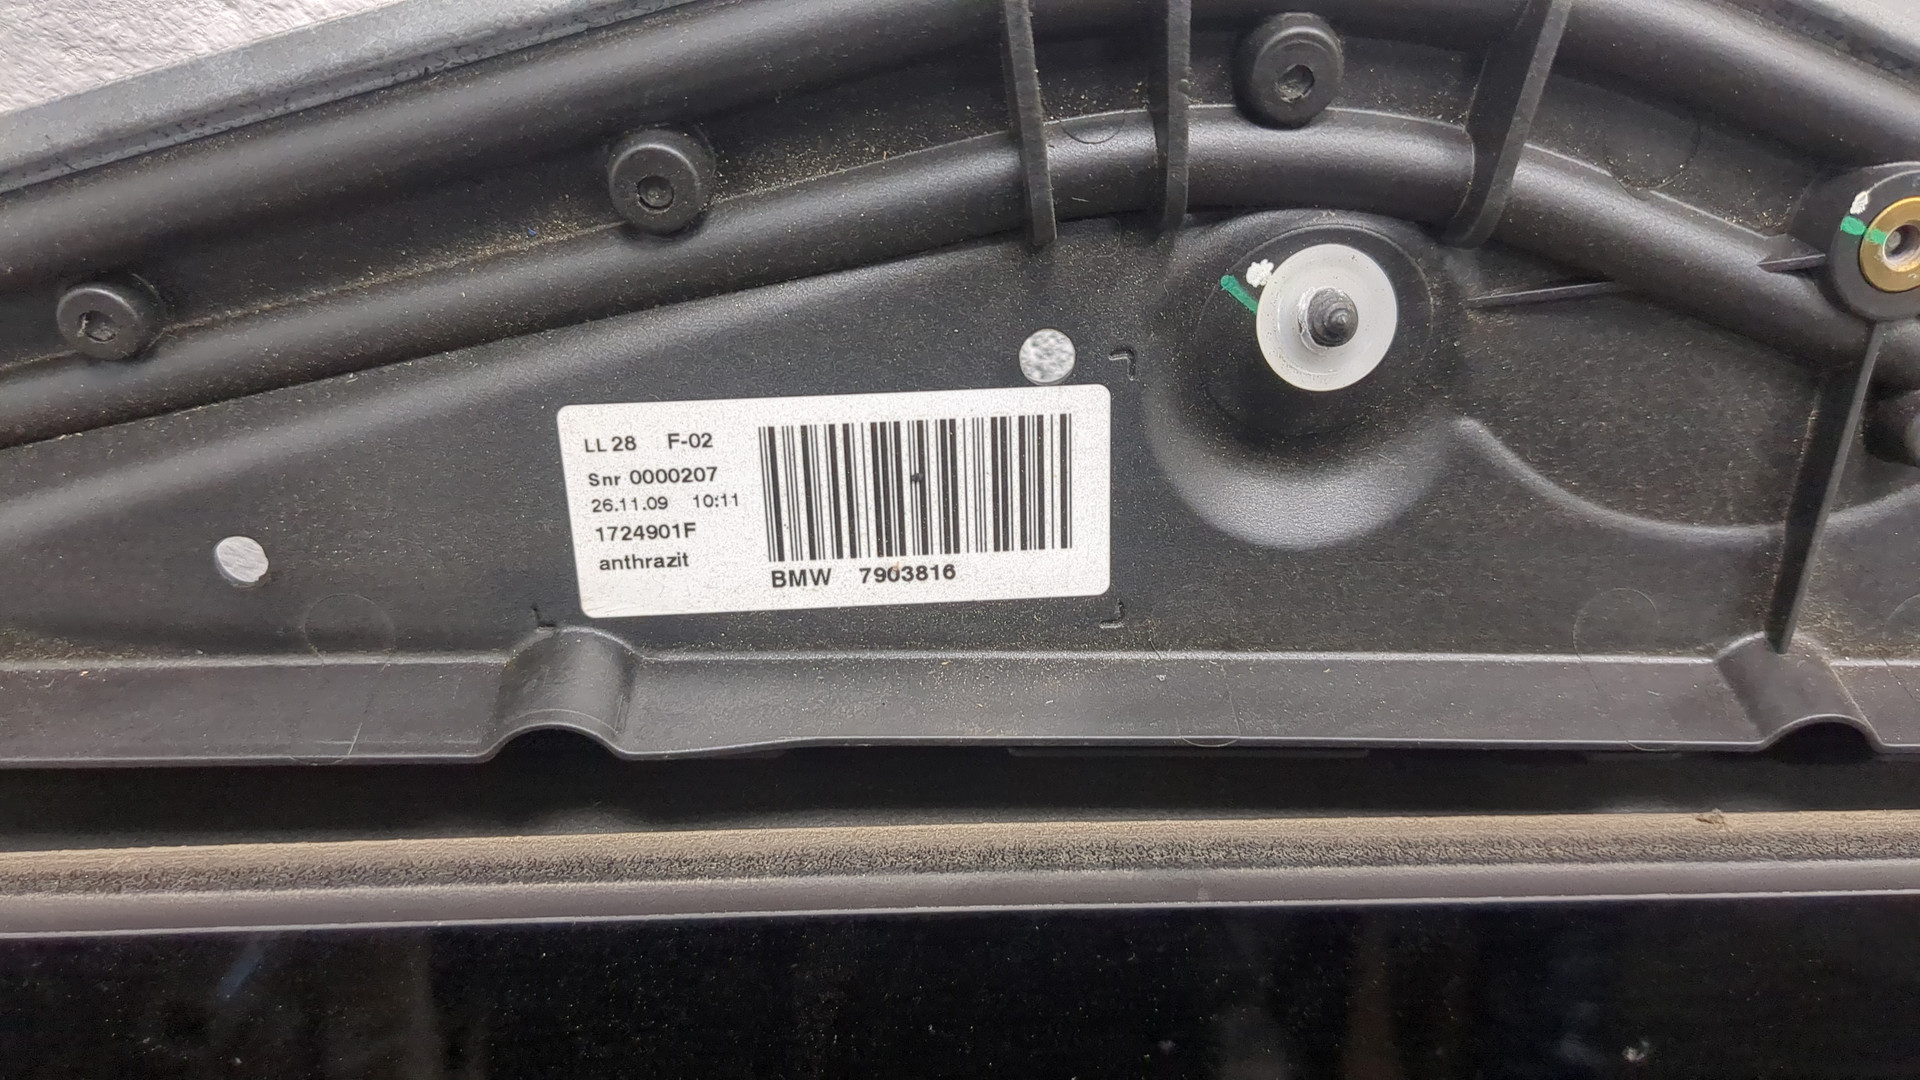 LL 28 F-02
Snr 0000207
26.11.09 10:11
1724901F
anthrazit
BMW 7903816